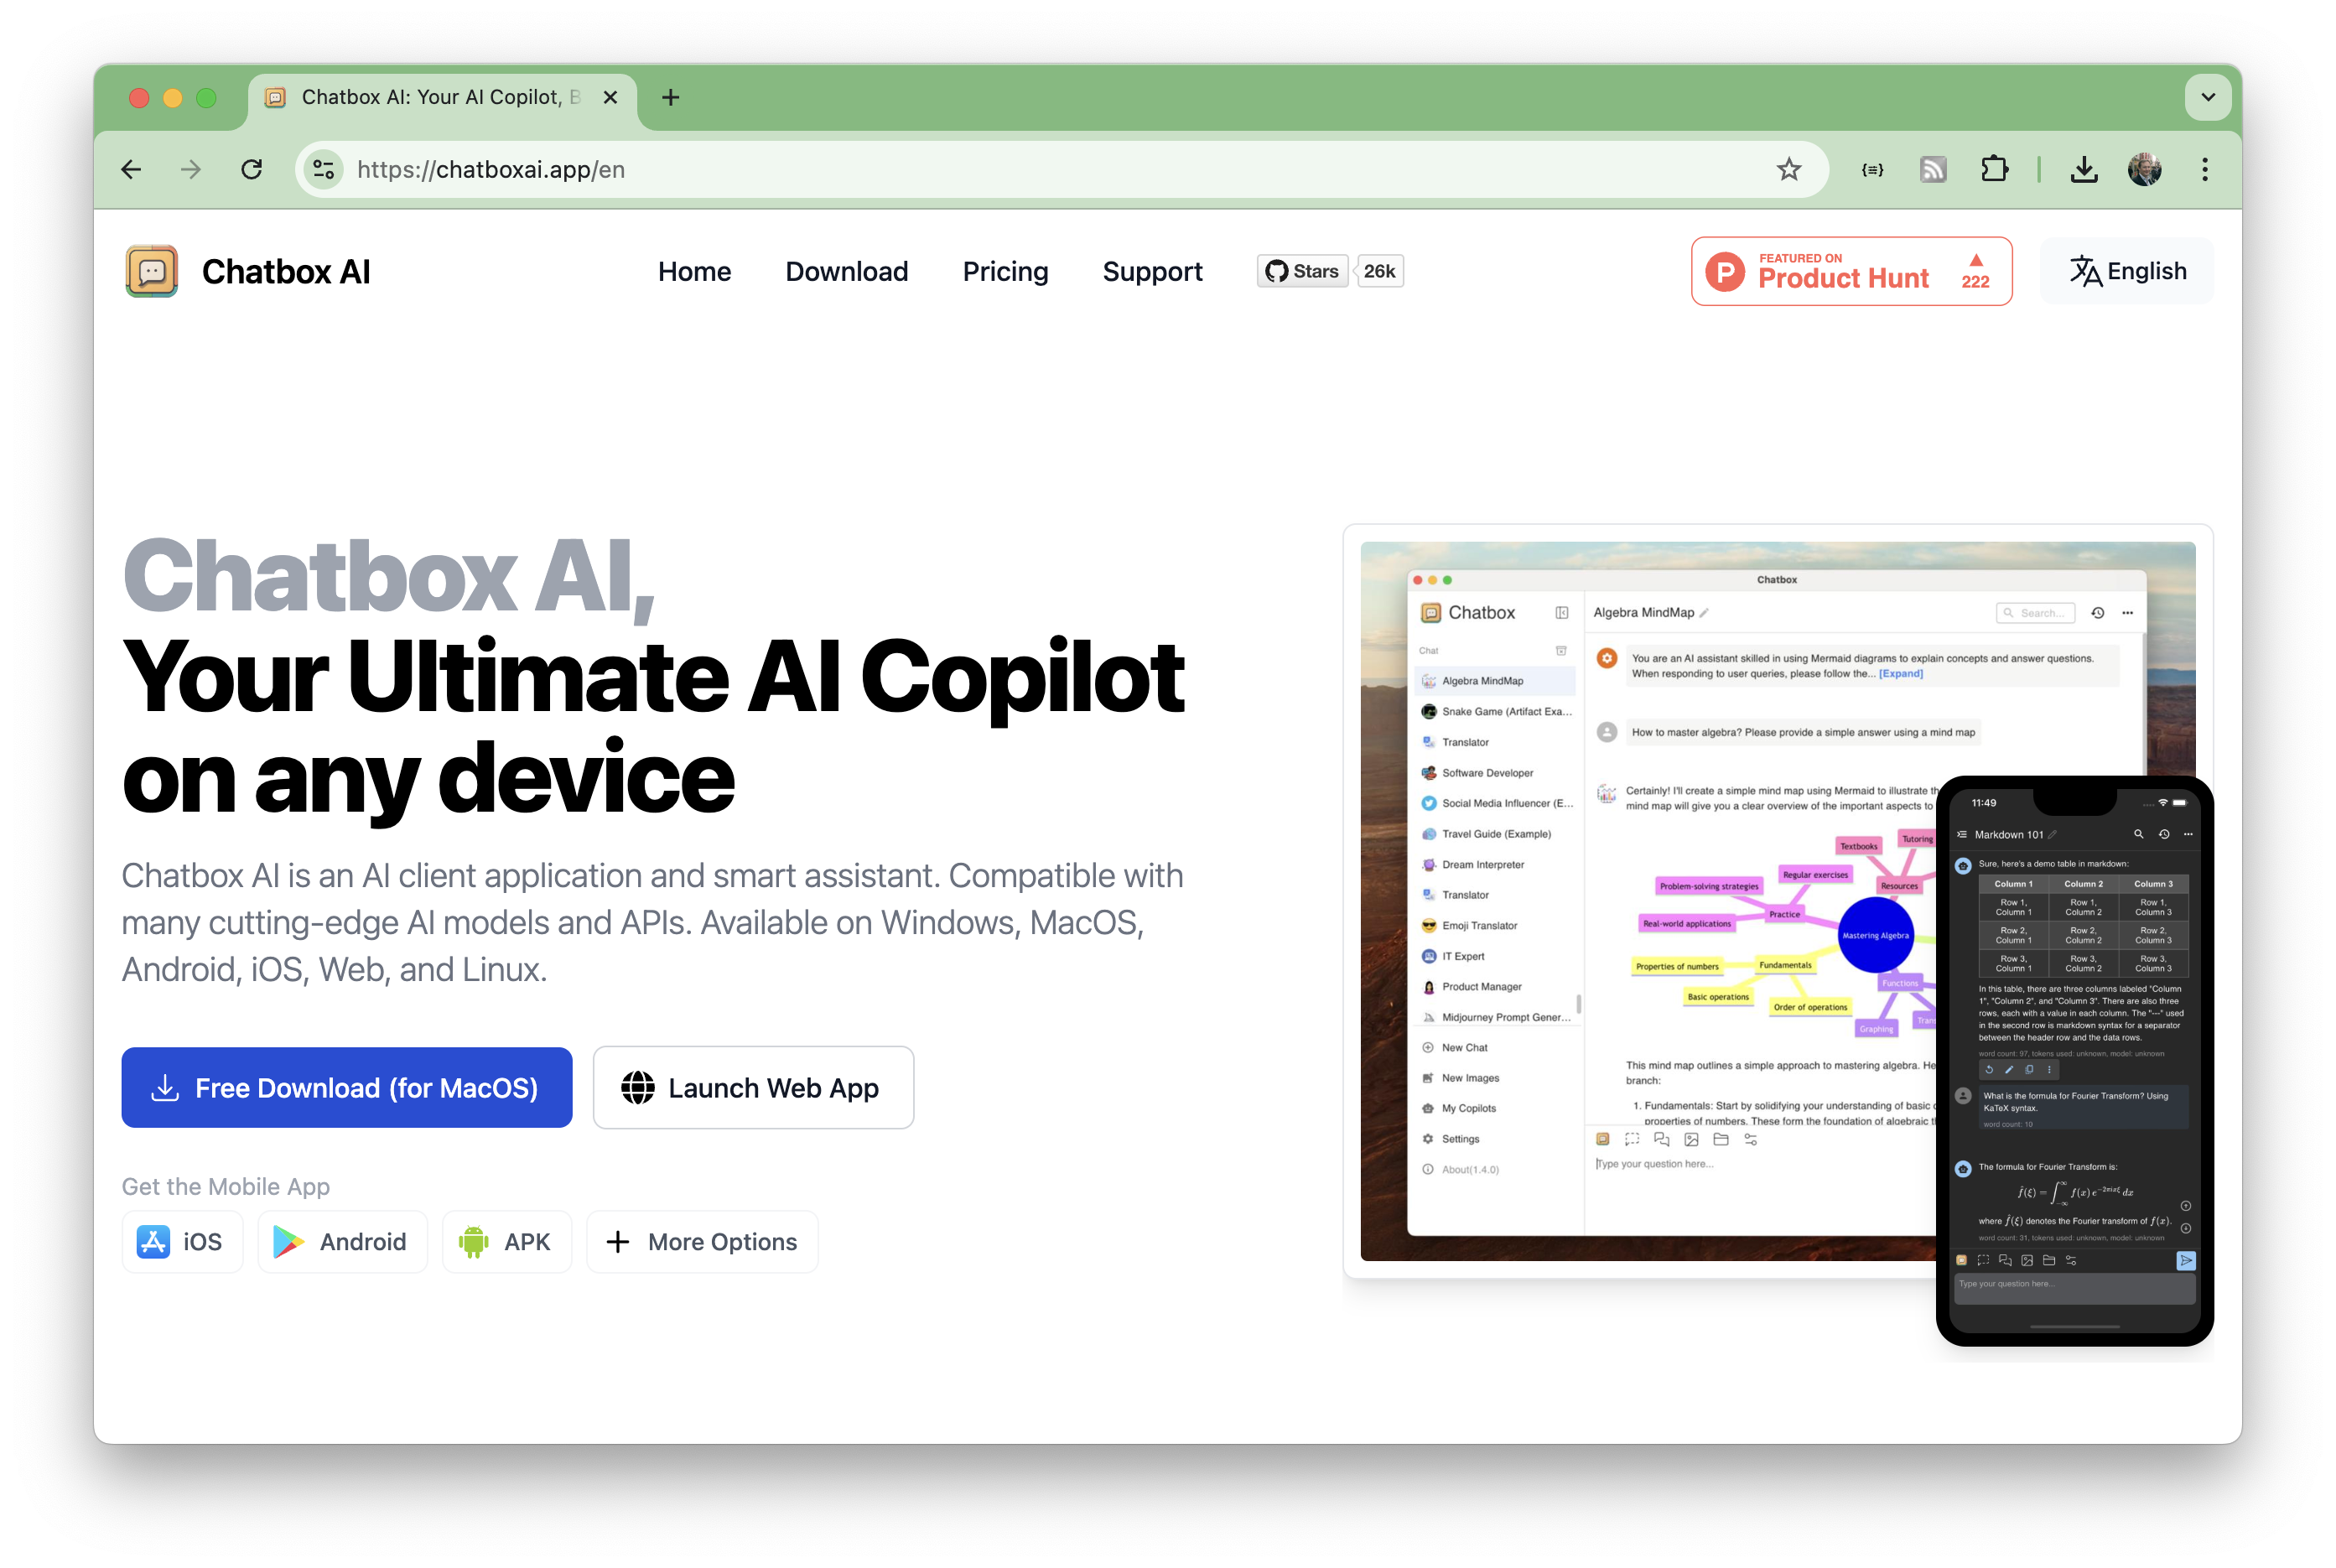 Chatbox AI: Your AI Copilot, B
https://chatboxai.app/en
Chatbox AI
Home
Download
Pricing
Support
Stars
26k
FEATURED ON
Product Hunt
222
English
Chatbox AI,
Your Ultimate AI Copilot
on any device
Chatbox AI is an AI client application and smart assistant. Compatible with
many cutting-edge AI models and APIs. Available on Windows, MacOS,
Android, iOS, Web, and Linux.
Free Download (for MacOS)
Launch Web App
Get the Mobile App
iOS
Android
APK
More Options
Chatbox
Chatbox
Chat
Algebra MindMap
Snake Game (Artifact Exa...
Translator
Software Developer
Social Media Influencer (E...
Travel Guide (Example)
Dream Interpreter
Translator
Emoji Translator
IT Expert
Product Manager
Midjourney Prompt Gener...
New Chat
New Images
My Copilots
Settings
About(1.4.0)
Algebra MindMap
Search...
You are an AI assistant skilled in using Mermaid diagrams to explain concepts and answer questions.
When responding to user queries, please follow the... [Expand]
How to master algebra? Please provide a simple answer using a mind map
Certainly! I'll create a simple mind map using Mermaid to illustrate th
mind map will give you a clear overview of the important aspects to
Textbooks
Tutoring
Regular exercises
Problem-solving strategies
Resources
Practice
Real-world applications
Mastering Algebra
Properties of numbers
Fundamentals
Functions
Basic operations
Order of operations
Graphing
Tran
This mind map outlines a simple approach to mastering algebra. He
branch:
1. Fundamentals: Start by solidifying your understanding of basic
properties of numbers. These form the foundation of algebraic t
Type your question here...
11:49
Markdown 101
Sure, here's a demo table in markdown:
Column 1 Column 2 Column 3
Row 1, Row 1, Row 1,
Column 1 Column 2 Column 3
Row 2, Row 2, Row 2,
Column 1 Column 2 Column 3
Row 3, Row 3, Row 3,
Column 1 Column 2 Column 3
In this table, there are three columns labeled "Column
1", "Column 2", and "Column 3". There are also three
rows, each with a value in each column. The "---" used
in the second row is markdown syntax for a separator
between the header row and the data rows.
word count: 97, tokens used: unknown, model: unknown
What is the formula for Fourier Transform? Using
KaTeX syntax.
word count: 10
The formula for Fourier Transform is:
f̂(ξ) = ∫_{-∞}^{∞} f(x) e^{-2πixξ} dx
where f̂(ξ) denotes the Fourier transform of f(x).
word count: 31, tokens used: unknown, model: unknown
Type your question here...